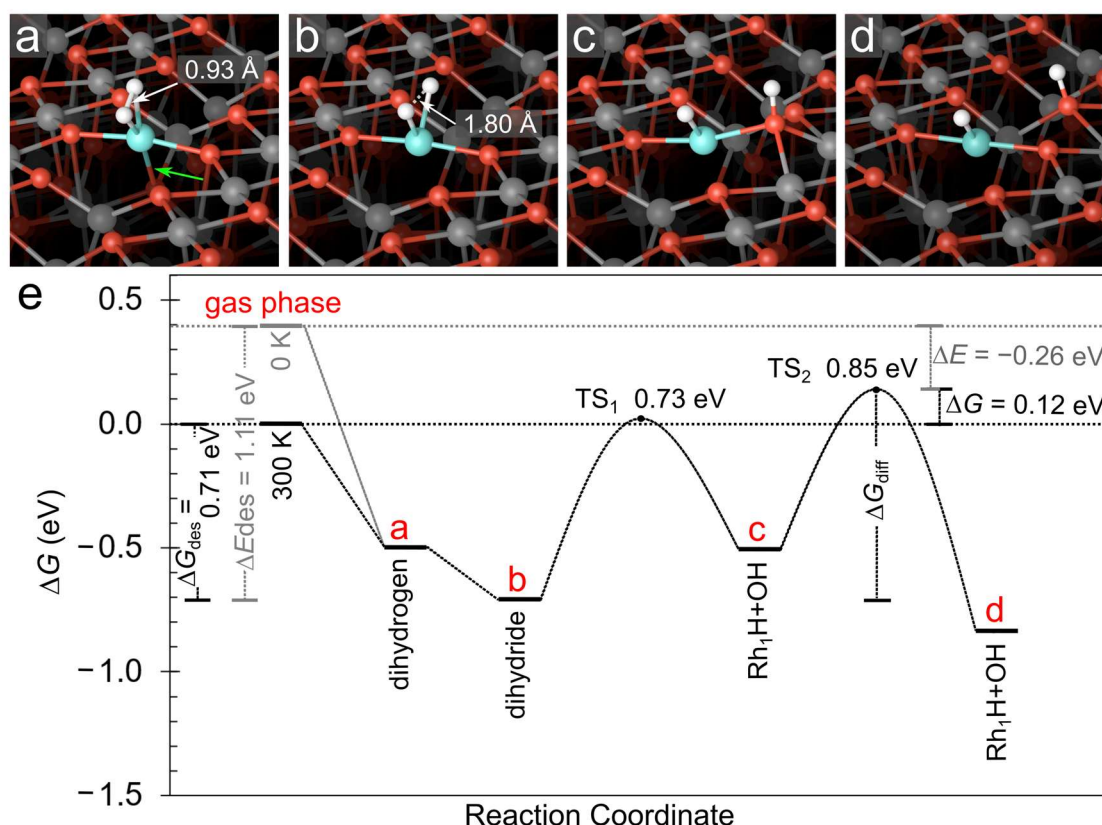 a b c d
0.93 Å
1.80 Å
e
gas phase
0.5
0.0
−0.5
−1.0
−1.5
ΔG (eV)
ΔGdes =
0.71 eV
ΔEdes = 1.11 eV
0 K
300 K
a
dihydrogen
b
dihydride
TS₁ 0.73 eV
c
Rh₁H+OH
TS₂ 0.85 eV
ΔGdiff
ΔE = −0.26 eV
ΔG = 0.12 eV
d
Rh₁H+OH
Reaction Coordinate